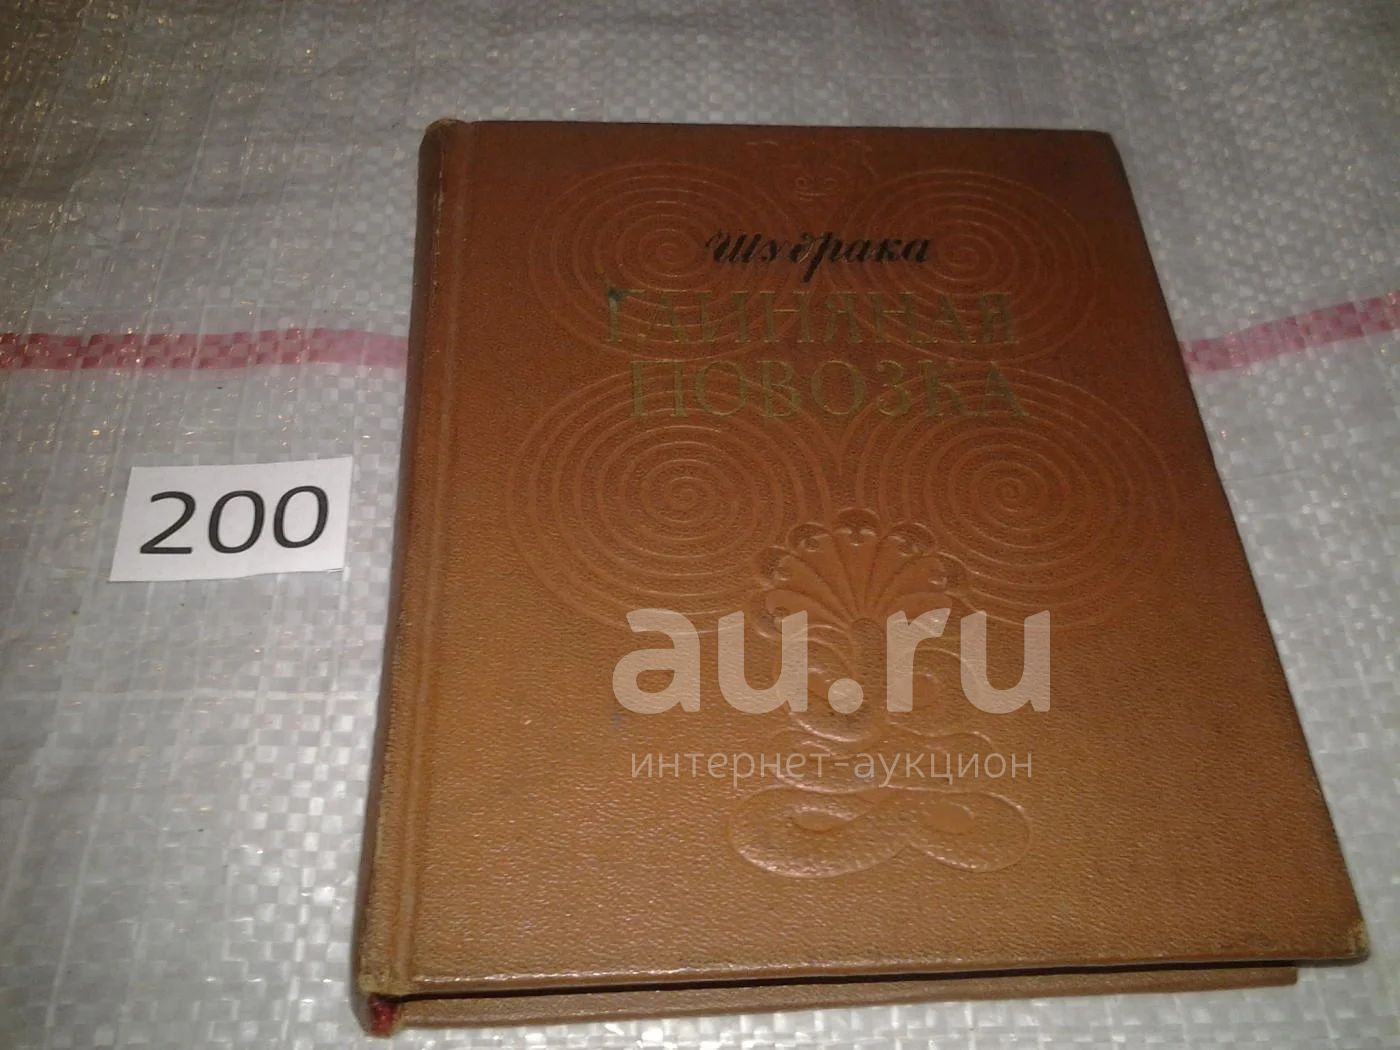 Шудрака
ГЛИНЯНАЯ
ПОВОЗКА
200
au.ru
интернет-аукцион